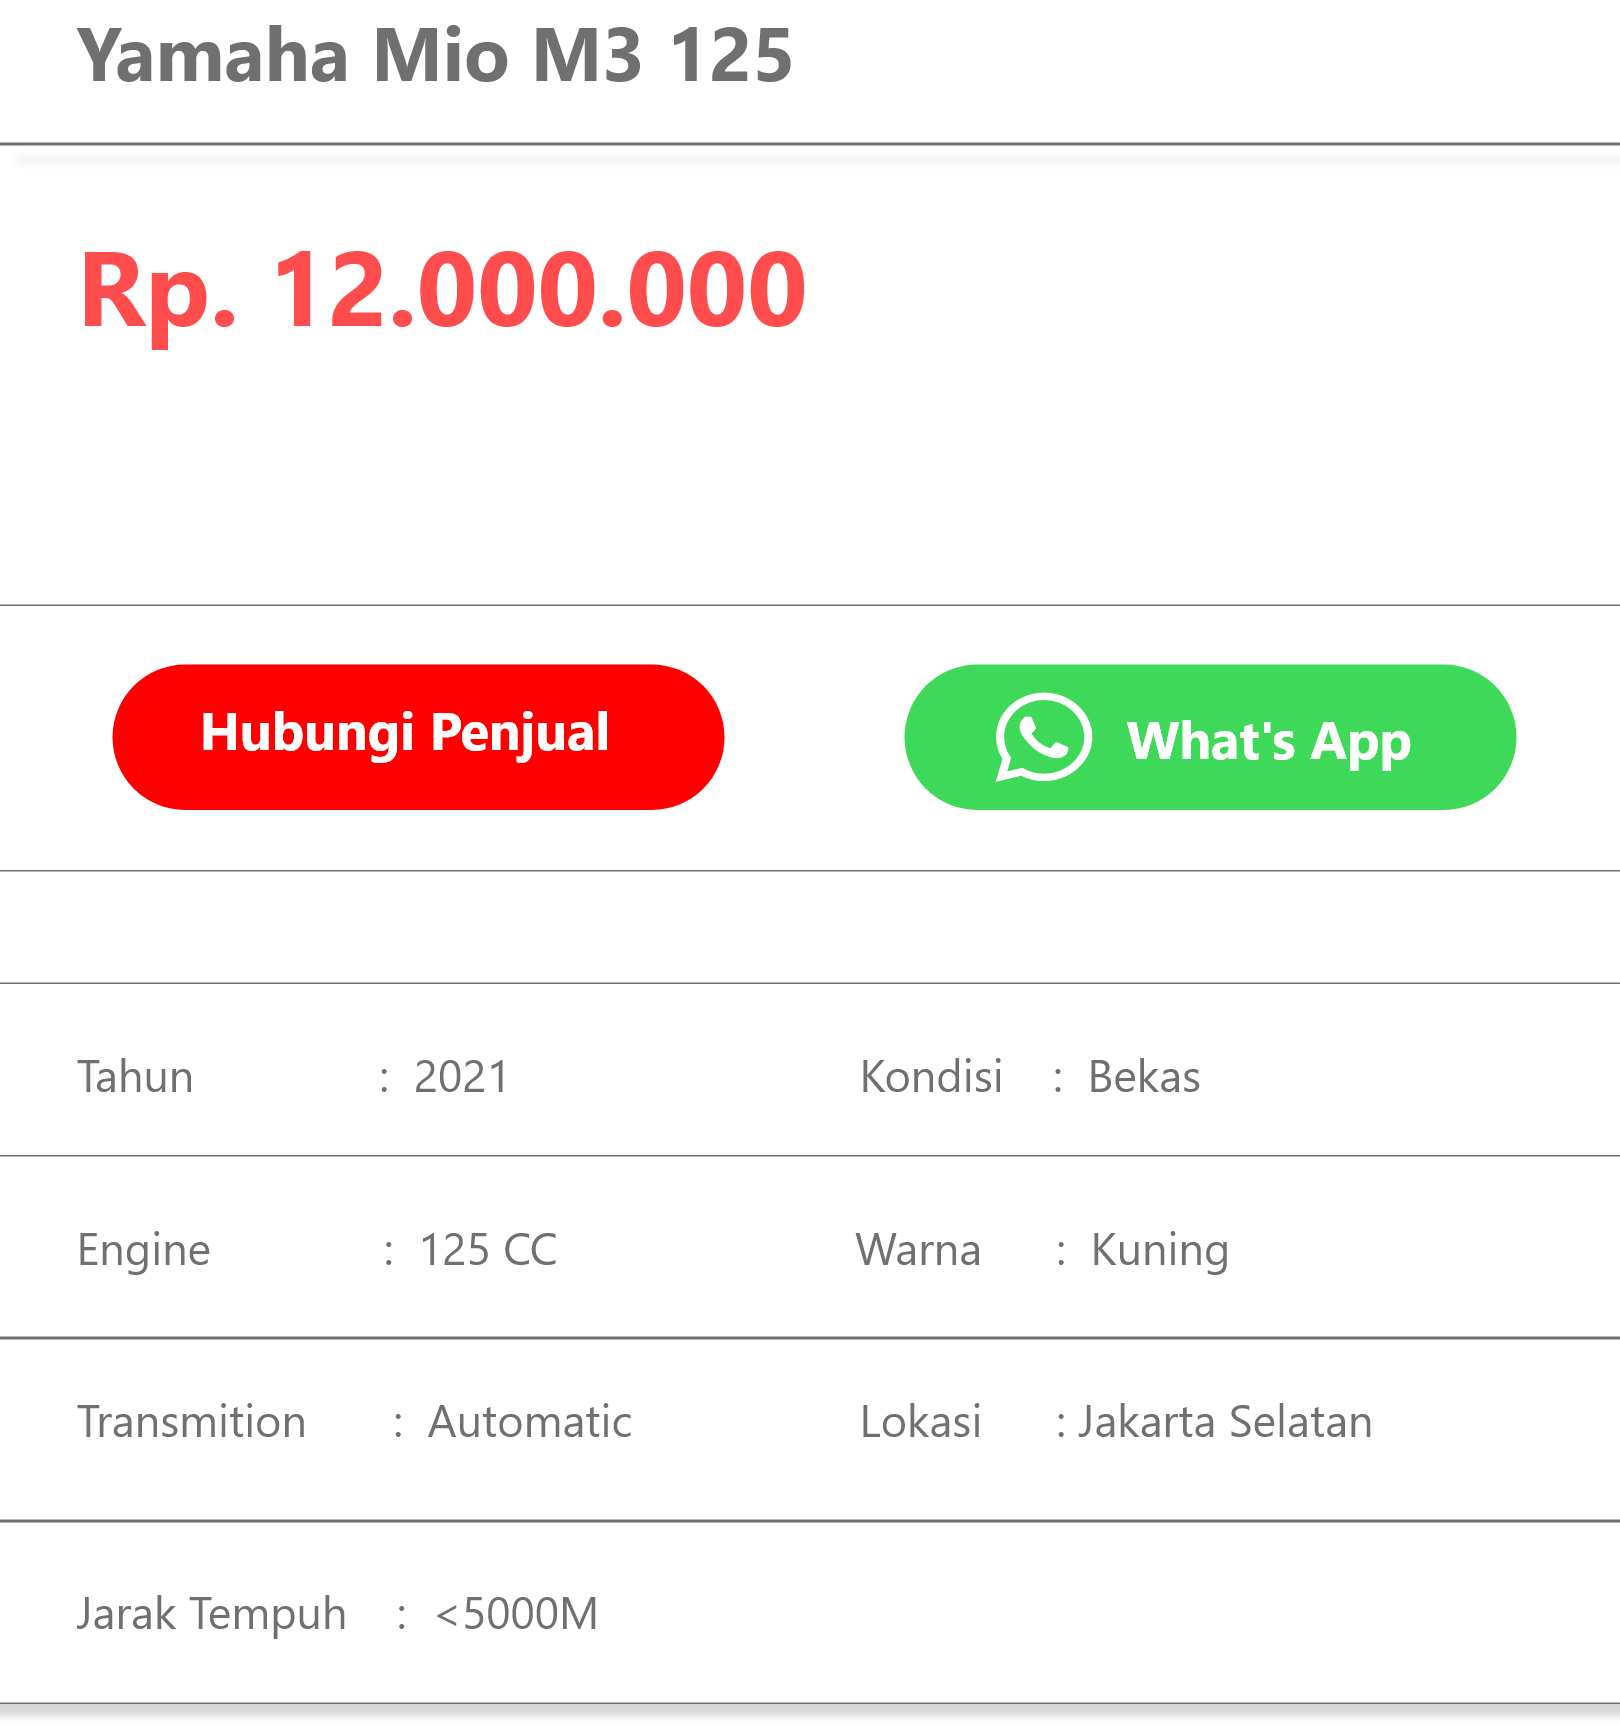 Yamaha Mio M3 125
Rp. 12.000.000
Hubungi Penjual
What's App
Tahun : 2021 Kondisi : Bekas
Engine : 125 CC Warna : Kuning
Transmition : Automatic Lokasi : Jakarta Selatan
Jarak Tempuh : <5000M